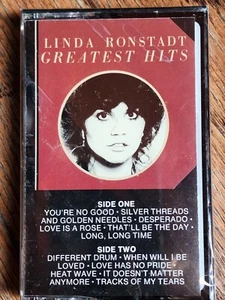 LINDA RONSTADT
GREATEST HITS
SIDE ONE
YOU'RE NO GOOD • SILVER THREADS
AND GOLDEN NEEDLES • DESPERADO •
LOVE IS A ROSE • THAT'LL BE THE DAY •
LONG, LONG TIME
SIDE TWO
DIFFERENT DRUM • WHEN WILL I BE
LOVED • LOVE HAS NO PRIDE •
HEAT WAVE • IT DOESN'T MATTER
ANYMORE • TRACKS OF MY TEARS